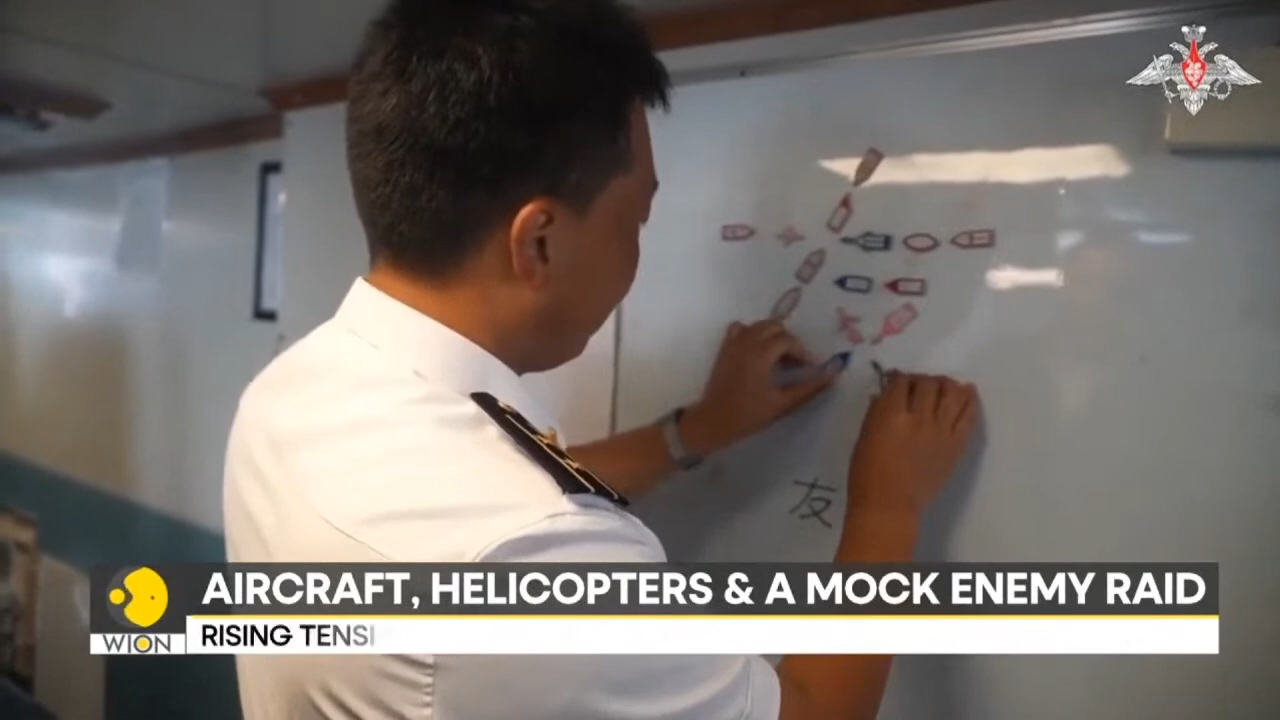 友
AIRCRAFT, HELICOPTERS & A MOCK ENEMY RAID
WION
RISING TENSI